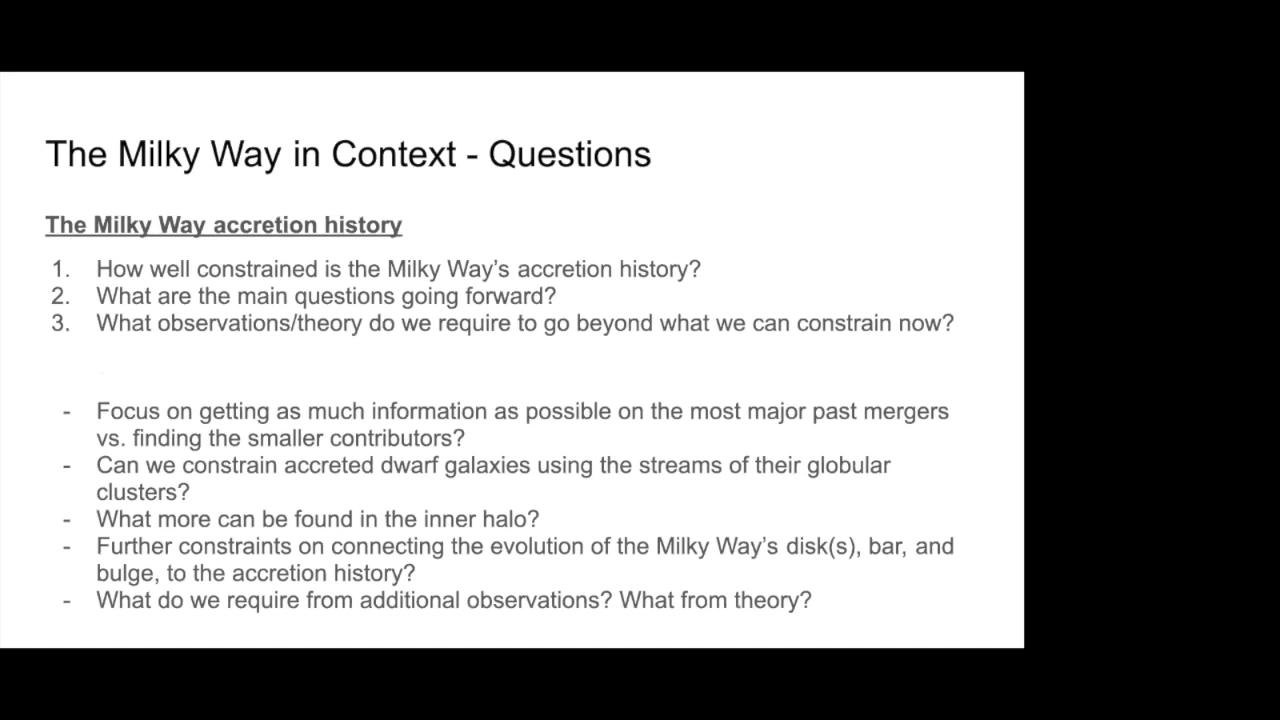 The Milky Way in Context - Questions
The Milky Way accretion history
1. How well constrained is the Milky Way’s accretion history?
2. What are the main questions going forward?
3. What observations/theory do we require to go beyond what we can constrain now?
- Focus on getting as much information as possible on the most major past mergers
vs. finding the smaller contributors?
- Can we constrain accreted dwarf galaxies using the streams of their globular
clusters?
- What more can be found in the inner halo?
- Further constraints on connecting the evolution of the Milky Way’s disk(s), bar, and
bulge, to the accretion history?
- What do we require from additional observations? What from theory?